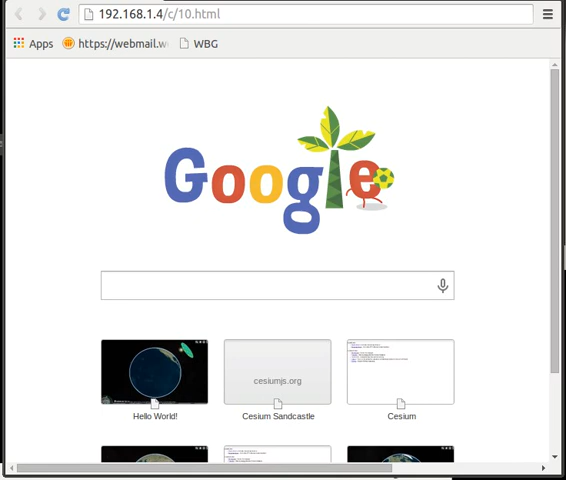 192.168.1.4/c/10.html
Apps https://webmail.w WBG
Google
cesiumjs.org
Hello World! Cesium Sandcastle Cesium